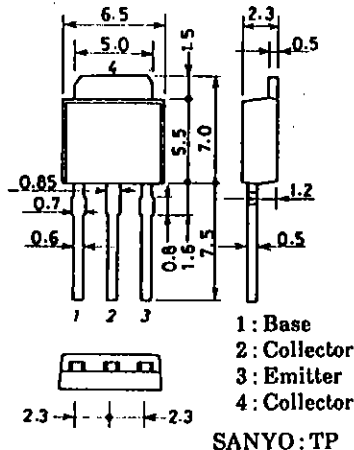 6.5
5.0
4
1.5
5.5
7.0
0.85
0.7
0.6
0.8
1.6
7.5
1 2 3
2.3
0.5
1.2
0.5
2.3 2.3
1 : Base
2 : Collector
3 : Emitter
4 : Collector
SANYO : TP